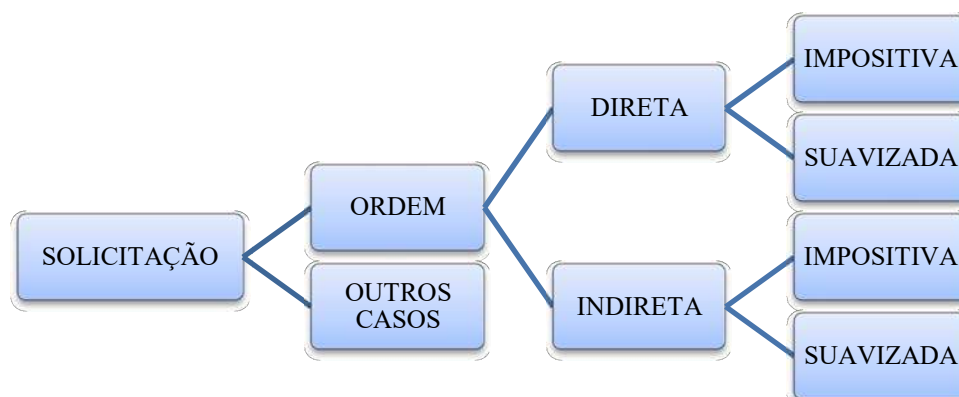 SOLICITAÇÃO
ORDEM
OUTROS
CASOS
DIRETA
INDIRETA
IMPOSITIVA
SUAVIZADA
IMPOSITIVA
SUAVIZADA